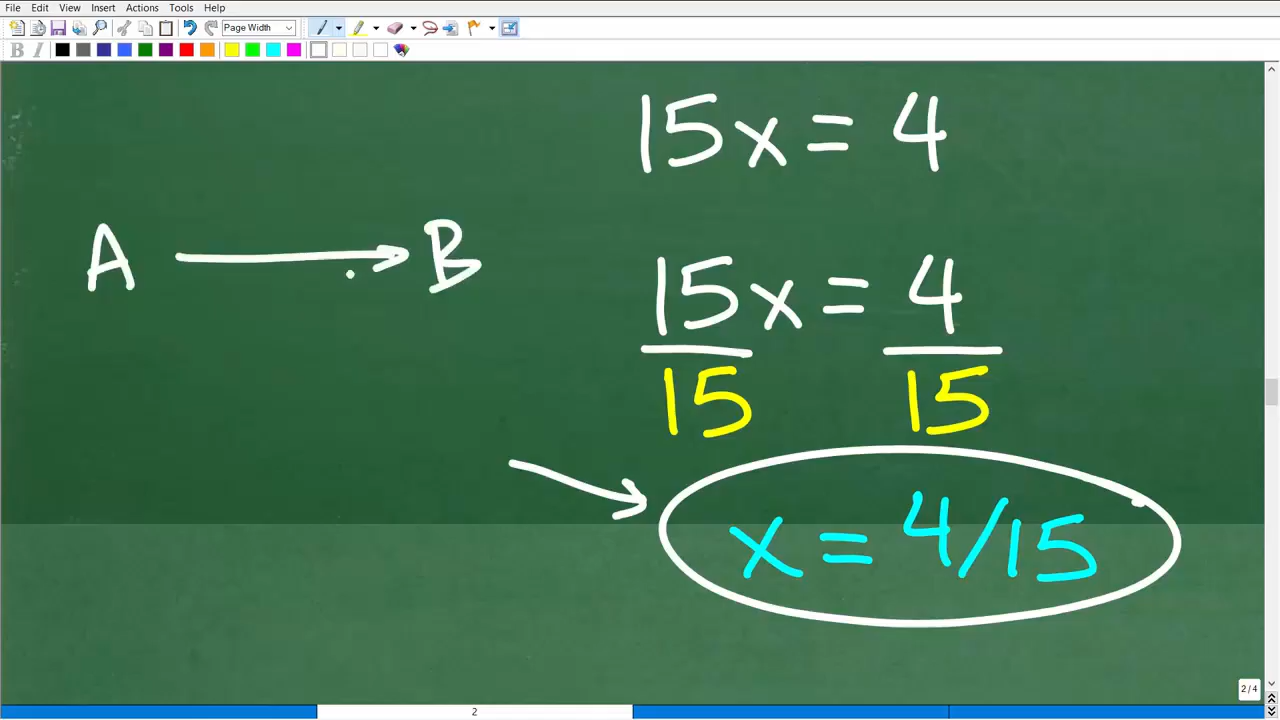 File Edit View Insert Actions Tools Help
Page Width
B I
15x = 4
A B
15x = 4
15 15
x = 4/15
2/4
2